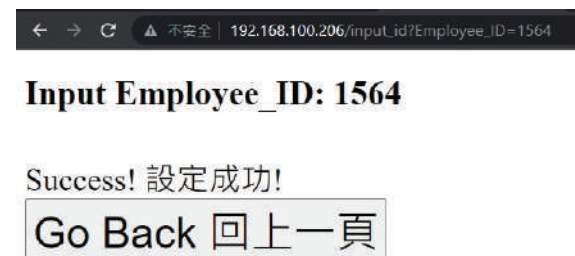 不安全 192.168.100.206/input_id?Employee_ID=1564
Input Employee_ID: 1564
Success! 設定成功!
Go Back 回上一頁